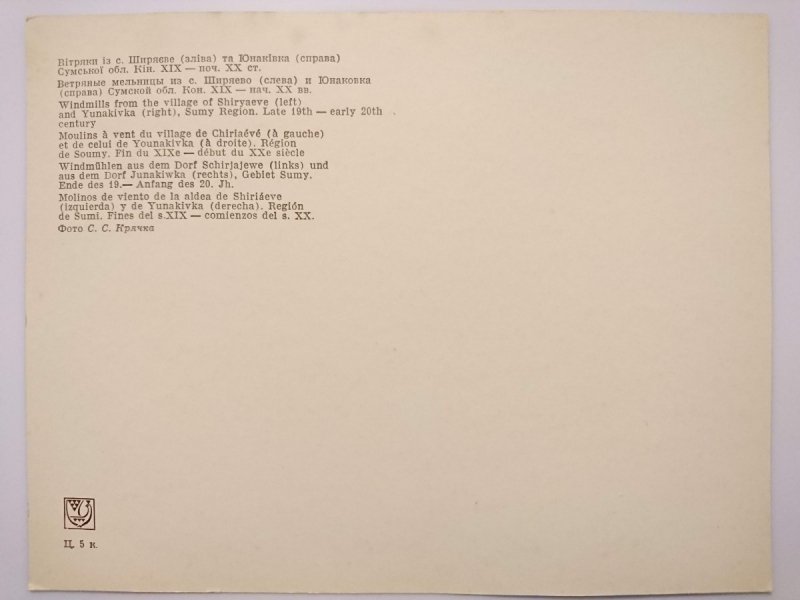 Вітряки із с. Ширяєве (зліва) та Юнаківка (справа)
Сумської обл. Кін. XIX — поч. XX ст.
Ветряные мельницы из с. Ширяево (слева) и Юнаковка
(справа) Сумской обл. Кон. XIX — нач. XX вв.
Windmills from the village of Shiryaeve (left)
and Yunakivka (right), Sumy Region. Late 19th — early 20th
century
Moulins à vent du village de Chiriaévé (à gauche)
et de celui de Younakivka (à droite). Région
de Soumy. Fin du XIXe — début du XXe siècle
Windmühlen aus dem Dorf Schirjajewe (links) und
aus dem Dorf Junakiwka (rechts), Gebiet Sumy.
Ende des 19.— Anfang des 20. Jh.
Molinos de viento de la aldea de Shiriáeve
(izquierda) y de Yunakivka (derecha). Región
de Sumi. Fines del s.XIX — comienzos del s. XX.
Фото С. С. Крячка
Ц. 5 к.